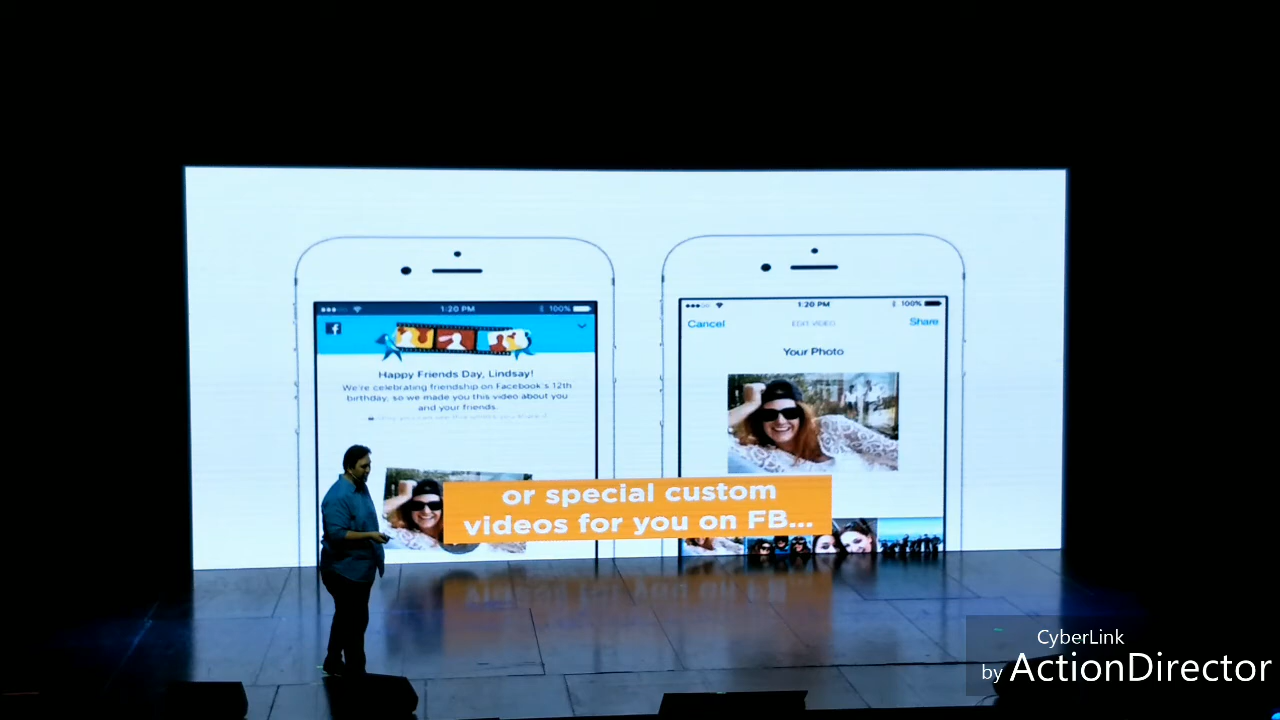 1:20 PM
100%
f
Happy Friends Day, Lindsay!
We're celebrating friendship on Facebook's 12th
birthday, so we made you this video about you
and your friends.
1:20 PM
100%
Cancel
EDIT VIDEO
Share
Your Photo
or special custom
videos for you on FB...
CyberLink
by ActionDirector